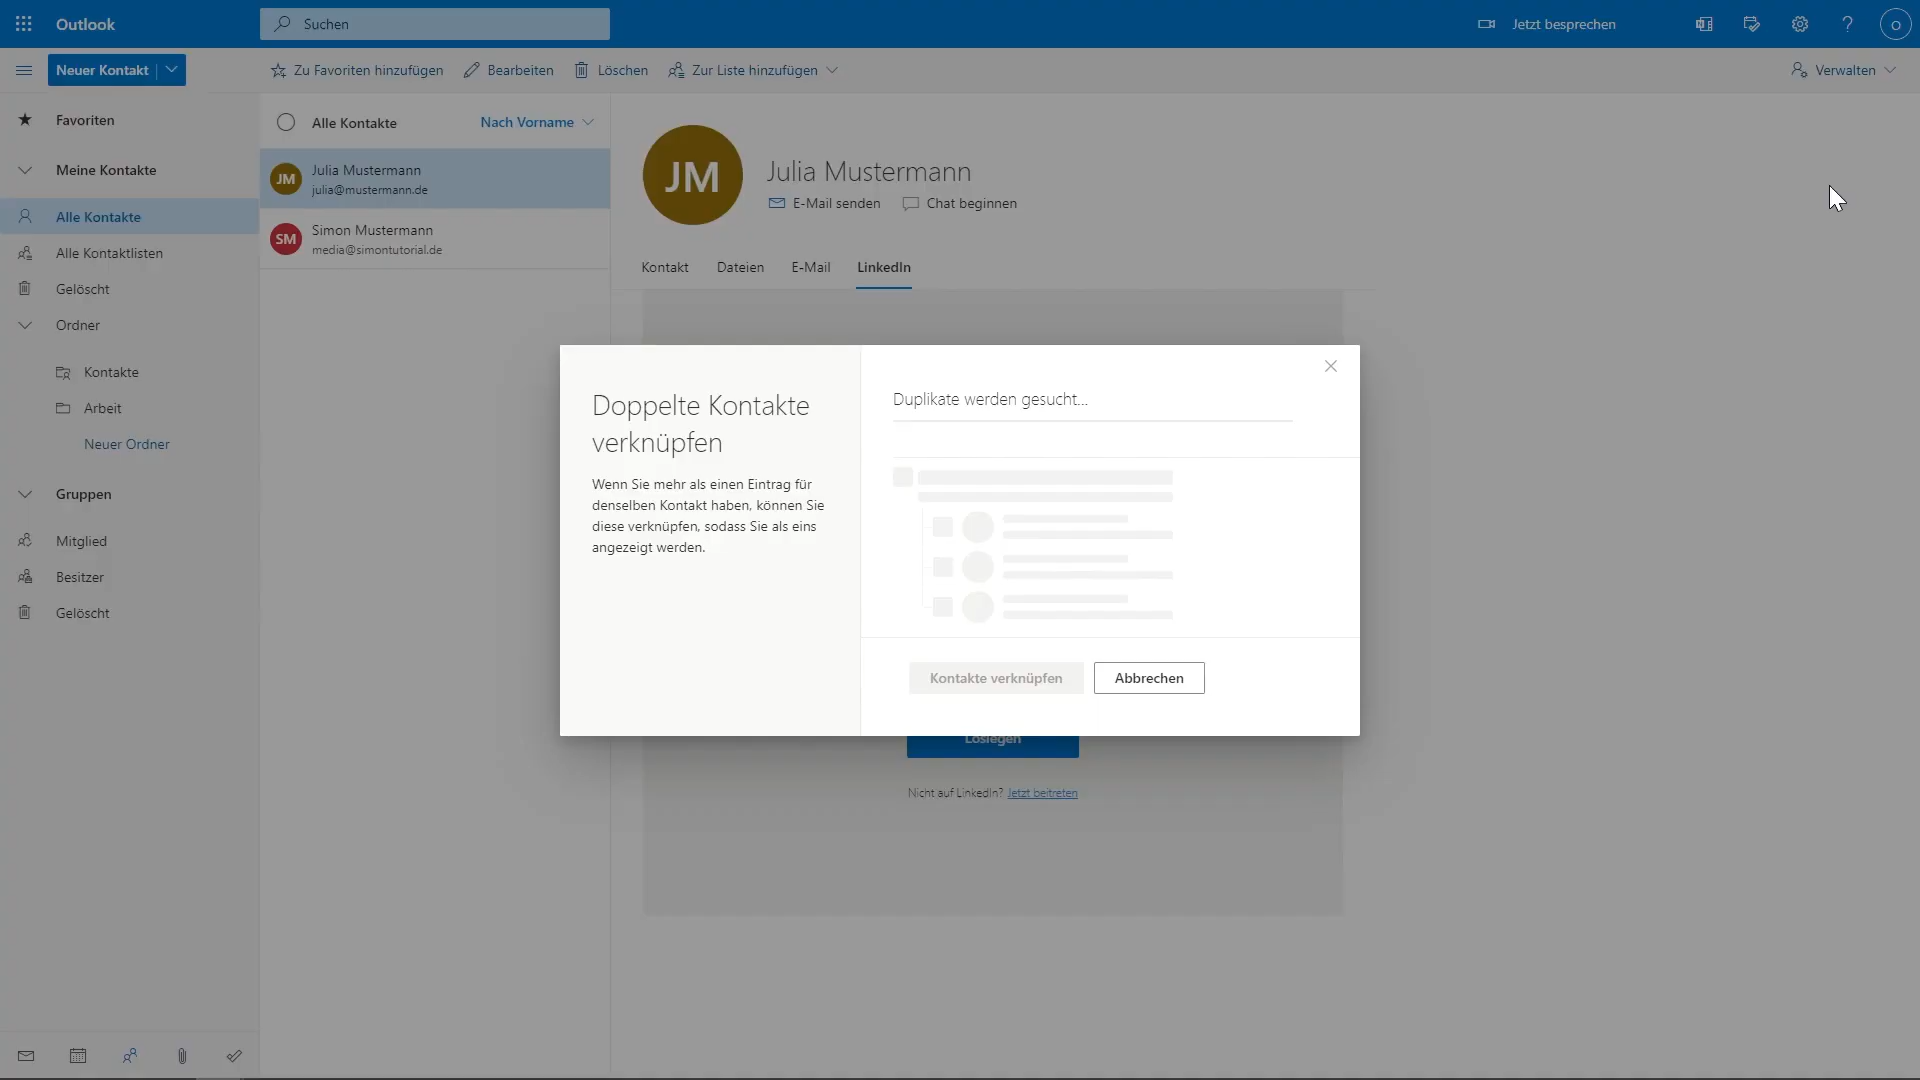 Outlook
Suchen
Jetzt besprechen
O
Neuer Kontakt
Zu Favoriten hinzufügen
Bearbeiten
Löschen
Zur Liste hinzufügen
Verwalten
Favoriten
Meine Kontakte
Alle Kontakte
Alle Kontaktlisten
Gelöscht
Ordner
Kontakte
Arbeit
Neuer Ordner
Gruppen
Mitglied
Besitzer
Gelöscht
Alle Kontakte
Nach Vorname
JM
Julia Mustermann
julia@mustermann.de
SM
Simon Mustermann
media@simontutorial.de
JM
Julia Mustermann
E-Mail senden
Chat beginnen
Kontakt
Dateien
E-Mail
LinkedIn
Doppelte Kontakte
verknüpfen
Wenn Sie mehr als einen Eintrag für
denselben Kontakt haben, können Sie
diese verknüpfen, sodass Sie als eins
angezeigt werden.
Duplikate werden gesucht...
Kontakte verknüpfen
Abbrechen
Loslegen
Nicht auf LinkedIn? Jetzt beitreten